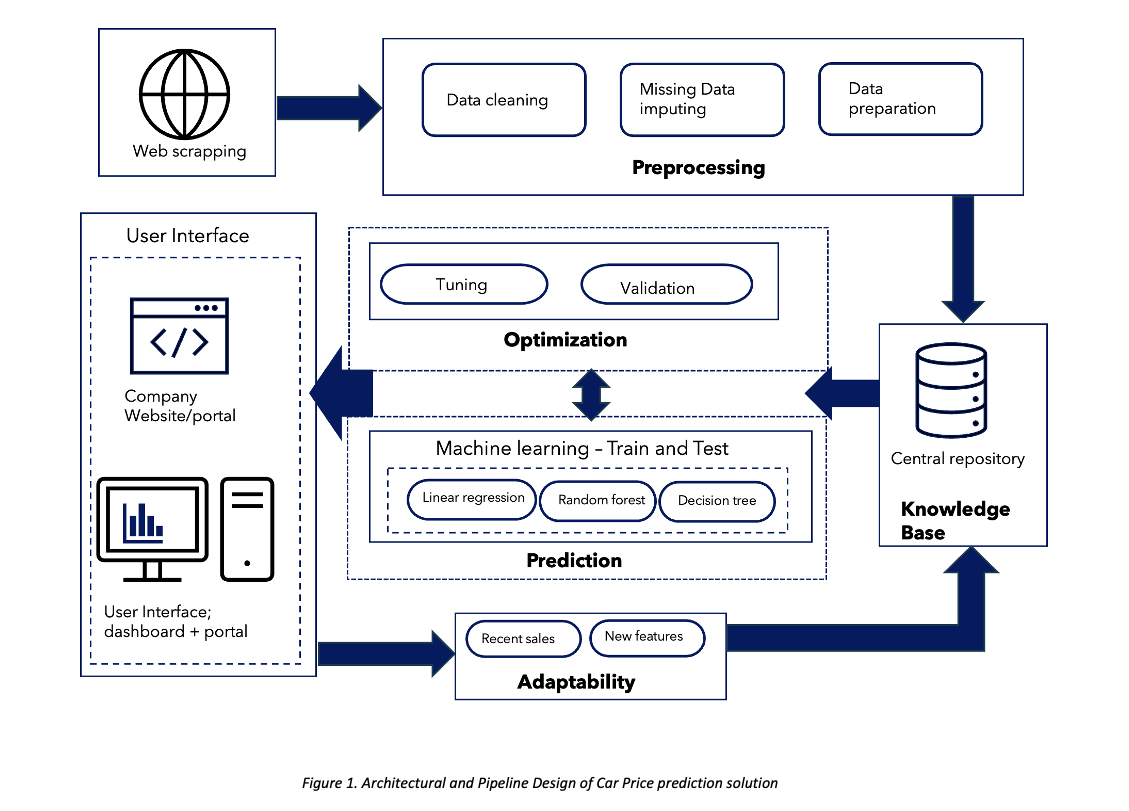 Web scrapping
Data cleaning
Missing Data
imputing
Data
preparation
Preprocessing
User Interface
Company
Website/portal
User Interface;
dashboard + portal
Tuning
Validation
Optimization
Machine learning – Train and Test
Linear regression
Random forest
Decision tree
Prediction
Central repository
Knowledge
Base
Recent sales
New features
Adaptability
Figure 1. Architectural and Pipeline Design of Car Price prediction solution